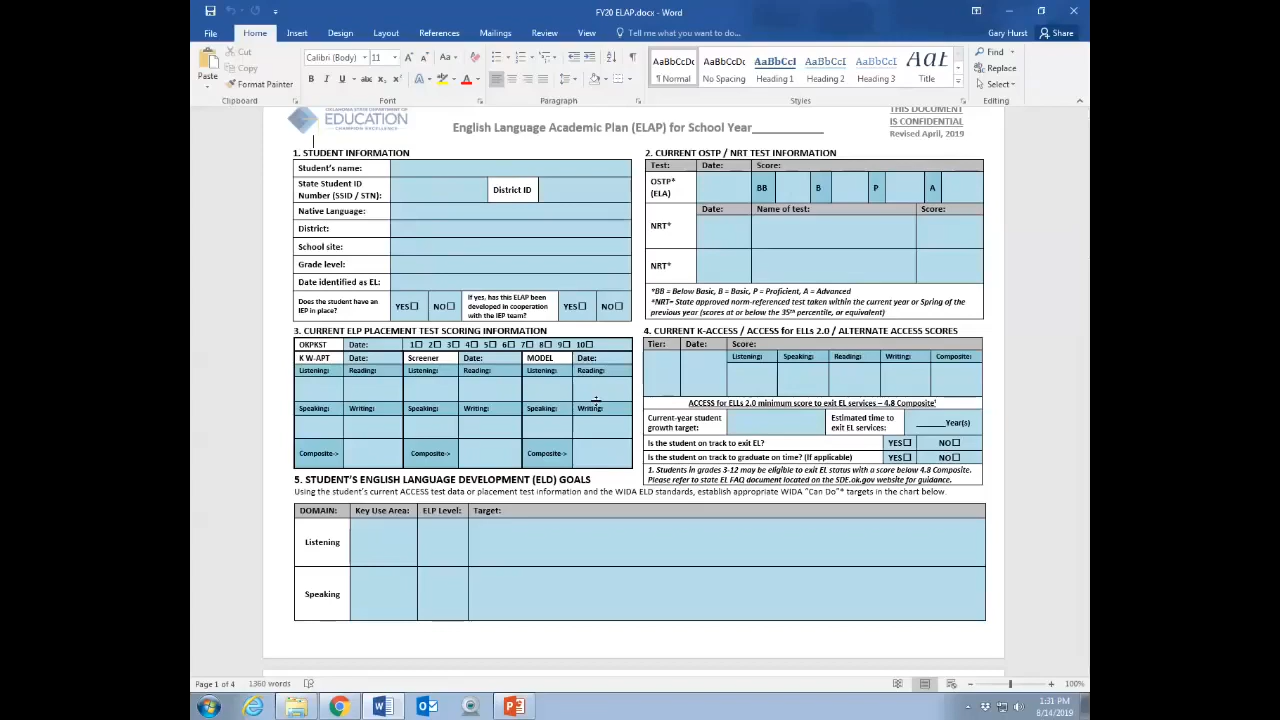 FY20 ELAP.docx - Word
File Home Insert Design Layout References Mailings Review View Tell me what you want to do... Gary Hurst Share
Cut
Copy
Format Painter
Paste
Calibri (Body) 11
AaBbCcDc AaBbCcDc AaBbCcI AaBbCcI AaBbCcI AaI
¶ Normal No Spacing Heading 1 Heading 2 Heading 3 Title
Find
Replace
Select
Clipboard Font Paragraph Styles Editing
OKLAHOMA STATE DEPARTMENT OF
EDUCATION
CHAMPION EXCELLENCE
English Language Academic Plan (ELAP) for School Year____________
THIS DOCUMENT
IS CONFIDENTIAL
Revised April, 2019
1. STUDENT INFORMATION
Student's name:
State Student ID
Number (SSID / STN):
District ID
Native Language:
District:
School site:
Grade level:
Date identified as EL:
Does the student have an
IEP in place?
YES☐ NO☐
If yes, has this ELAP been
developed in cooperation
with the IEP team?
YES☐ NO☐
2. CURRENT OSTP / NRT TEST INFORMATION
Test: Date: Score:
OSTP*
(ELA)
BB B P A
Date: Name of test: Score:
NRT*
NRT*
*BB = Below Basic, B = Basic, P = Proficient, A = Advanced
*NRT= State approved norm-referenced test taken within the current year or Spring of the
previous year (scores at or below the 35th percentile, or equivalent)
3. CURRENT ELP PLACEMENT TEST SCORING INFORMATION
OKPKST Date: 1☐ 2☐ 3☐ 4☐ 5☐ 6☐ 7☐ 8☐ 9☐ 10☐
K W-APT Date: Screener Date: MODEL Date:
Listening: Reading: Listening: Reading: Listening: Reading:
Speaking: Writing: Speaking: Writing: Speaking: Writing:
Composite-> Composite-> Composite->
4. CURRENT K-ACCESS / ACCESS for ELLs 2.0 / ALTERNATE ACCESS SCORES
Tier: Date: Score:
Listening: Speaking: Reading: Writing: Composite:
ACCESS for ELLs 2.0 minimum score to exit EL services – 4.8 Composite¹
Current-year student
growth target:
Estimated time to
exit EL services:
______Year(s)
Is the student on track to exit EL? YES☐ NO☐
Is the student on track to graduate on time? (If applicable) YES☐ NO☐
1. Students in grades 3-12 may be eligible to exit EL status with a score below 4.8 Composite.
Please refer to state EL FAQ document located on the SDE.ok.gov website for guidance.
5. STUDENT'S ENGLISH LANGUAGE DEVELOPMENT (ELD) GOALS
Using the student's current ACCESS test data or placement test information and the WIDA ELD standards, establish appropriate WIDA "Can Do"* targets in the chart below.
DOMAIN: Key Use Area: ELP Level: Target:
Listening
Speaking
Page 1 of 4 1360 words 100%
1:31 PM
8/14/2019